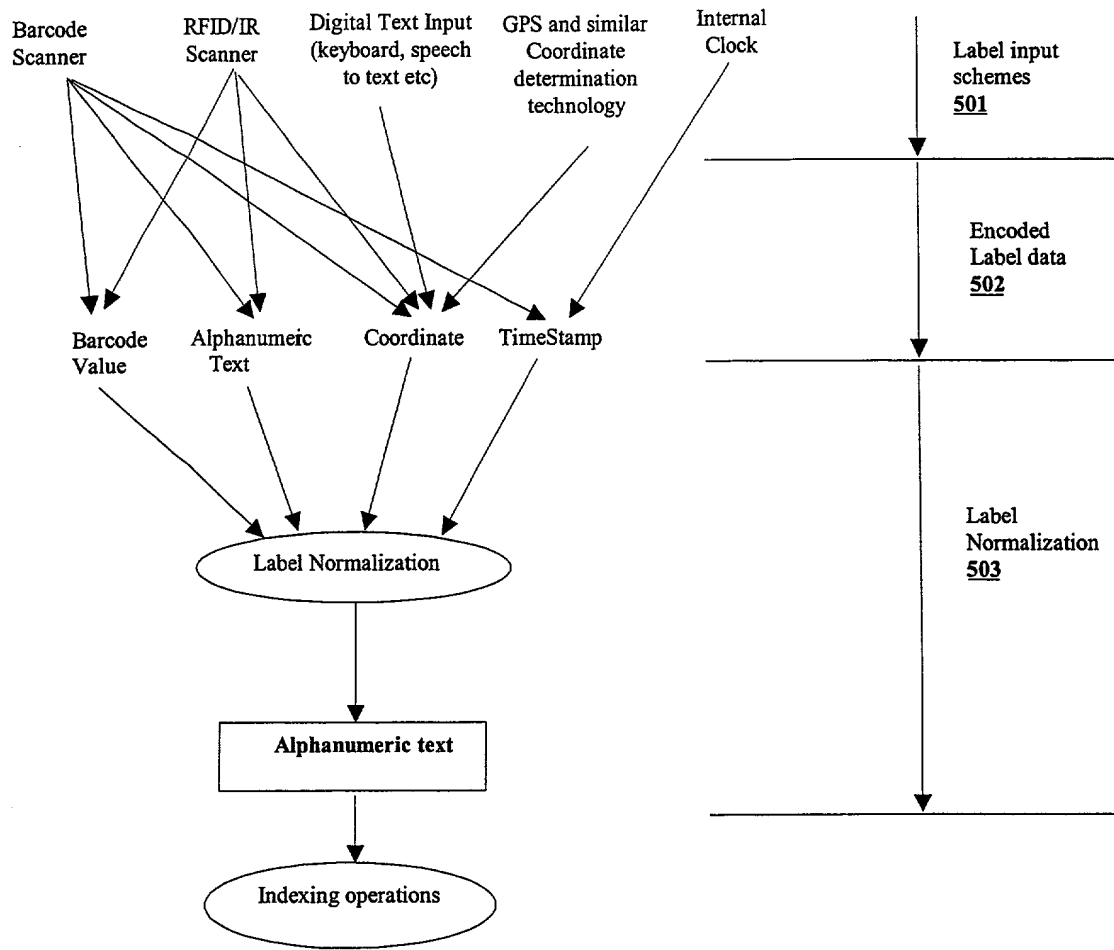 Barcode
Scanner
RFID/IR
Scanner
Digital Text Input
(keyboard, speech
to text etc)
GPS and similar
Coordinate
determination
technology
Internal
Clock
Label input
schemes
501
Encoded
Label data
502
Barcode
Value
Alphanumeric
Text
Coordinate
TimeStamp
Label Normalization
Label
Normalization
503
Alphanumeric text
Indexing operations